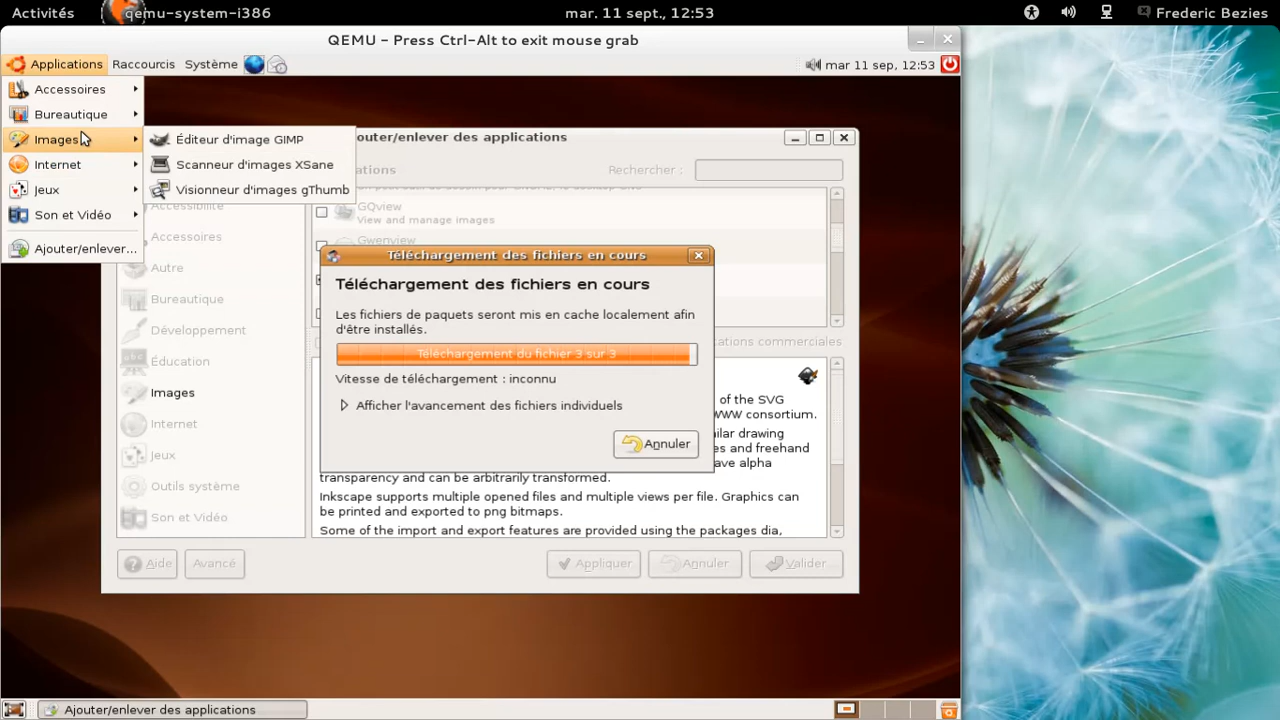 Activités
qemu-system-i386
mar. 11 sept., 12:53
Frederic Bezies
QEMU - Press Ctrl-Alt to exit mouse grab
Applications
Raccourcis
Système
mar 11 sep, 12:53
Accessoires
Bureautique
Images
Internet
Jeux
Son et Vidéo
Ajouter/enlever...
Éditeur d'image GIMP
Scanneur d'images XSane
Visionneur d'images gThumb
outer/enlever des applications
cations
Rechercher :
Accessibilité
Accessoires
Autre
Bureautique
Développement
Éducation
Images
Internet
Jeux
Outils système
Son et Vidéo
GQview
View and manage images
Gwenview
Téléchargement des fichiers en cours
Téléchargement des fichiers en cours
Les fichiers de paquets seront mis en cache localement afin
d'être installés.
Téléchargement du fichier 3 sur 3
Vitesse de téléchargement : inconnu
Afficher l'avancement des fichiers individuels
Annuler
cations commerciales
of the SVG
WWW consortium.
milar drawing
es and freehand
ave alpha
transparency and can be arbitrarily transformed.
Inkscape supports multiple opened files and multiple views per file. Graphics can
be printed and exported to png bitmaps.
Some of the import and export features are provided using the packages dia,
Aide
Avancé
Appliquer
Annuler
Valider
Ajouter/enlever des applications